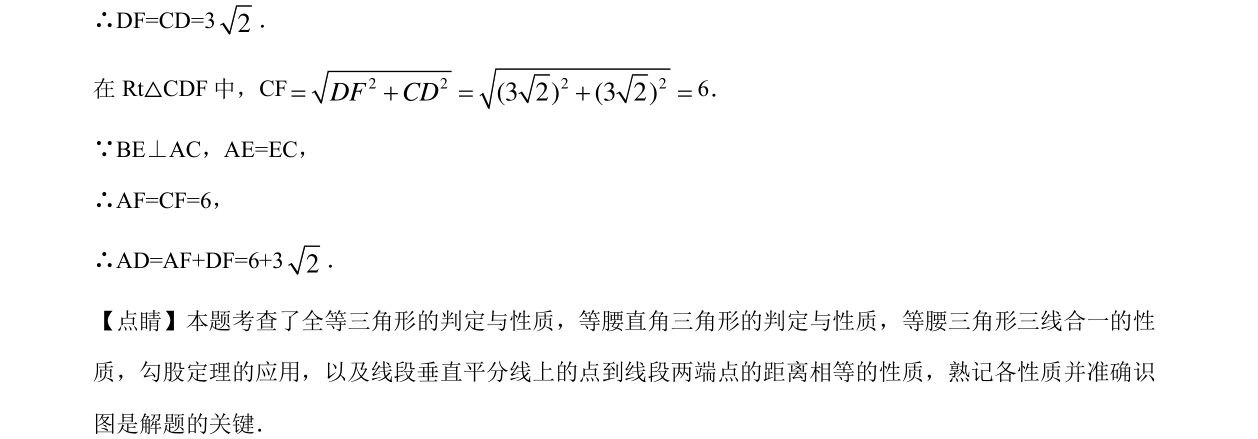 ∴DF=CD=3√2.
在 Rt△CDF 中，CF=√(DF²+CD²)=√((3√2)²+(3√2)²)=6.
∵BE⊥AC，AE=EC，
∴AF=CF=6，
∴AD=AF+DF=6+3√2.
【点睛】本题考查了全等三角形的判定与性质，等腰直角三角形的判定与性质，等腰三角形三线合一的性
质，勾股定理的应用，以及线段垂直平分线上的点到线段两端点的距离相等的性质，熟记各性质并准确识
图是解题的关键.